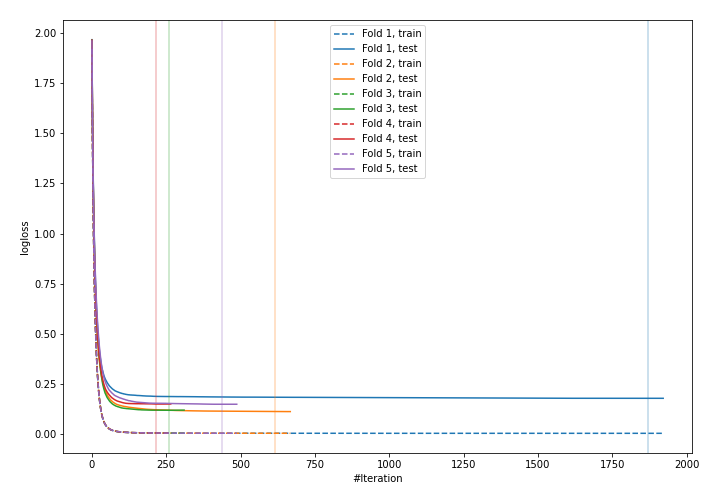 2.00
1.75
1.50
1.25
1.00
0.75
0.50
0.25
0.00
logloss
Fold 1, train
Fold 1, test
Fold 2, train
Fold 2, test
Fold 3, train
Fold 3, test
Fold 4, train
Fold 4, test
Fold 5, train
Fold 5, test
0 250 500 750 1000 1250 1500 1750 2000
#Iteration